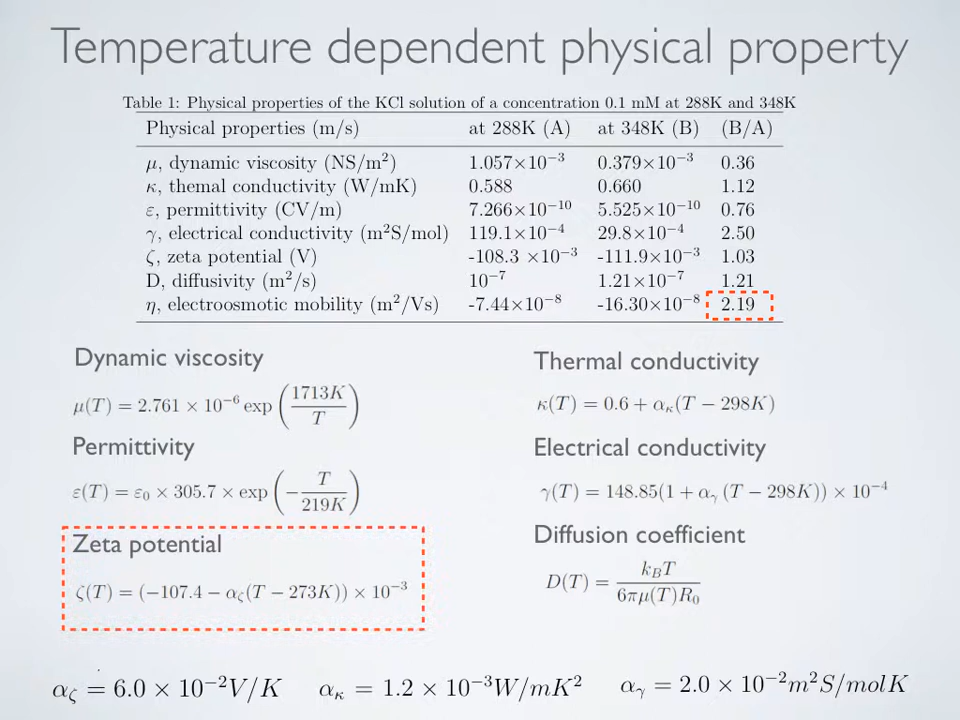 Temperature dependent physical property
Table 1: Physical properties of the KCl solution of a concentration 0.1 mM at 288K and 348K
Physical properties (m/s) at 288K (A) at 348K (B) (B/A)
μ, dynamic viscosity (NS/m²) 1.057×10⁻³ 0.379×10⁻³ 0.36
κ, themal conductivity (W/mK) 0.588 0.660 1.12
ε, permittivity (CV/m) 7.266×10⁻¹⁰ 5.525×10⁻¹⁰ 0.76
γ, electrical conductivity (m²S/mol) 119.1×10⁻⁴ 29.8×10⁻⁴ 2.50
ζ, zeta potential (V) -108.3 ×10⁻³ -111.9×10⁻³ 1.03
D, diffusivity (m²/s) 10⁻⁷ 1.21×10⁻⁷ 1.21
η, electroosmotic mobility (m²/Vs) -7.44×10⁻⁸ -16.30×10⁻⁸ 2.19
Dynamic viscosity
μ(T) = 2.761 × 10⁻⁶ exp(1713K/T)
Permittivity
ε(T) = ε₀ × 305.7 × exp(−T/219K)
Zeta potential
ζ(T) = (−107.4 − α_ζ(T − 273K)) × 10⁻³
Thermal conductivity
κ(T) = 0.6 + α_κ(T − 298K)
Electrical conductivity
γ(T) = 148.85(1 + α_γ (T − 298K)) × 10⁻⁴
Diffusion coefficient
D(T) = k_BT/6πμ(T)R₀
α_ζ = 6.0 × 10⁻²V/K α_κ = 1.2 × 10⁻³W/mK² α_γ = 2.0 × 10⁻²m²S/molK